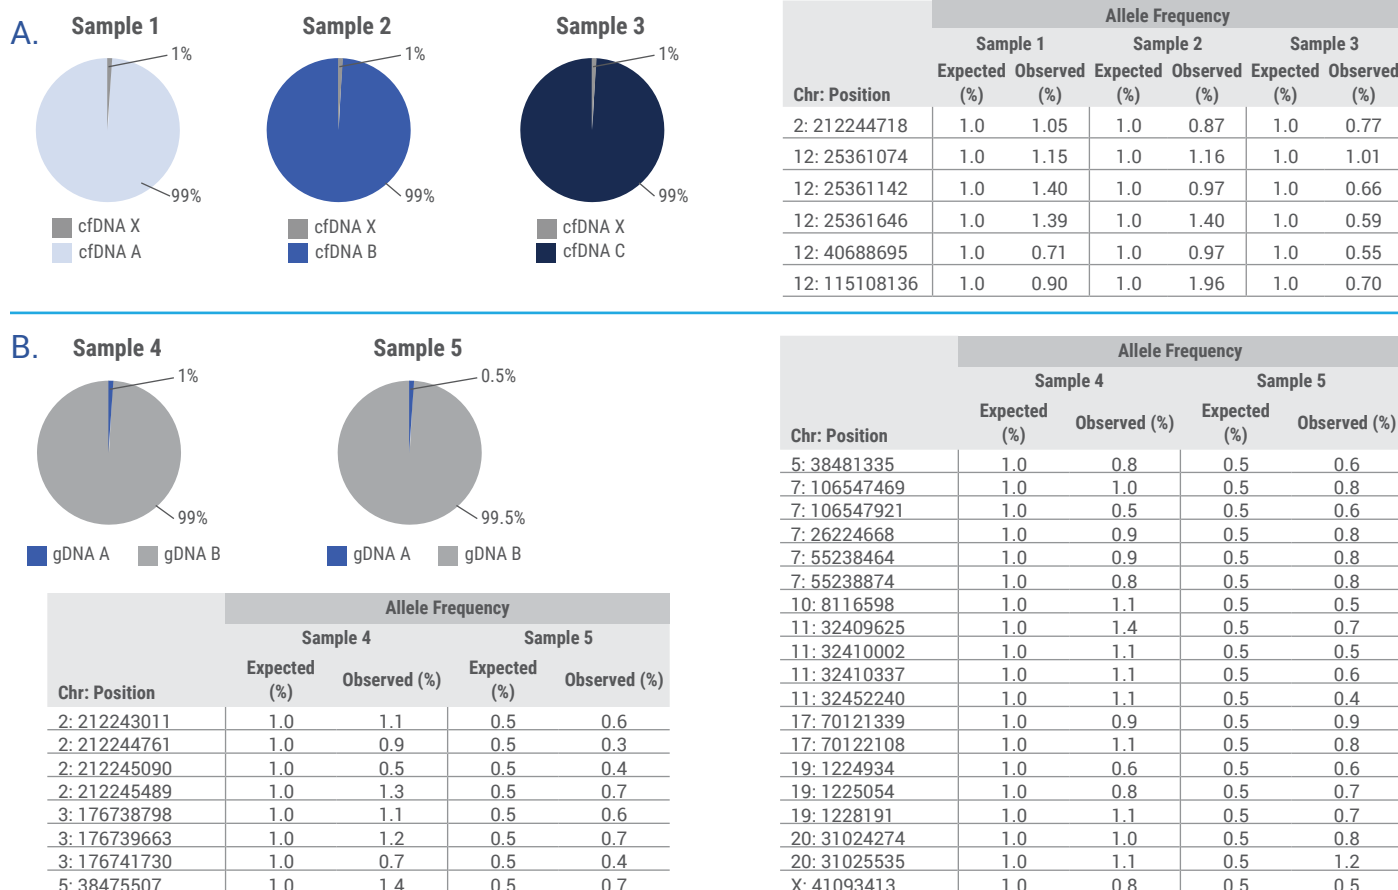 A.
Sample 1
Sample 2
Sample 3
1%
1%
1%
99%
99%
99%
cfDNA X
cfDNA A
cfDNA X
cfDNA B
cfDNA X
cfDNA C
Allele Frequency
Sample 1 Sample 2 Sample 3
Expected Observed Expected Observed Expected Observed
Chr: Position (%) (%) (%) (%) (%) (%)
2: 212244718 1.0 1.05 1.0 0.87 1.0 0.77
12: 25361074 1.0 1.15 1.0 1.16 1.0 1.01
12: 25361142 1.0 1.40 1.0 0.97 1.0 0.66
12: 25361646 1.0 1.39 1.0 1.40 1.0 0.59
12: 40688695 1.0 0.71 1.0 0.97 1.0 0.55
12: 115108136 1.0 0.90 1.0 1.96 1.0 0.70
B.
Sample 4
Sample 5
1%
0.5%
99%
99.5%
gDNA A gDNA B
gDNA A gDNA B
Allele Frequency
Sample 4 Sample 5
Expected Expected
Observed (%) Observed (%)
Chr: Position (%) (%)
2: 212243011 1.0 1.1 0.5 0.6
2: 212244761 1.0 0.9 0.5 0.3
2: 212245090 1.0 0.5 0.5 0.4
2: 212245489 1.0 1.3 0.5 0.7
3: 176738798 1.0 1.1 0.5 0.6
3: 176739663 1.0 1.2 0.5 0.7
3: 176741730 1.0 0.7 0.5 0.4
5: 38475507 1.0 1.4 0.5 0.7
Allele Frequency
Sample 4 Sample 5
Expected Expected
Observed (%) Observed (%)
Chr: Position (%) (%)
5: 38481335 1.0 0.8 0.5 0.6
7: 106547469 1.0 1.0 0.5 0.8
7: 106547921 1.0 0.5 0.5 0.6
7: 26224668 1.0 0.9 0.5 0.8
7: 55238464 1.0 0.9 0.5 0.8
7: 55238874 1.0 0.8 0.5 0.8
10: 8116598 1.0 1.1 0.5 0.5
11: 32409625 1.0 1.4 0.5 0.7
11: 32410002 1.0 1.1 0.5 0.5
11: 32410337 1.0 1.1 0.5 0.6
11: 32452240 1.0 1.1 0.5 0.4
17: 70121339 1.0 0.9 0.5 0.9
17: 70122108 1.0 1.1 0.5 0.8
19: 1224934 1.0 0.6 0.5 0.6
19: 1225054 1.0 0.8 0.5 0.7
19: 1228191 1.0 1.1 0.5 0.7
20: 31024274 1.0 1.0 0.5 0.8
20: 31025535 1.0 1.1 0.5 1.2
X: 41093413 1.0 0.8 0.5 0.5